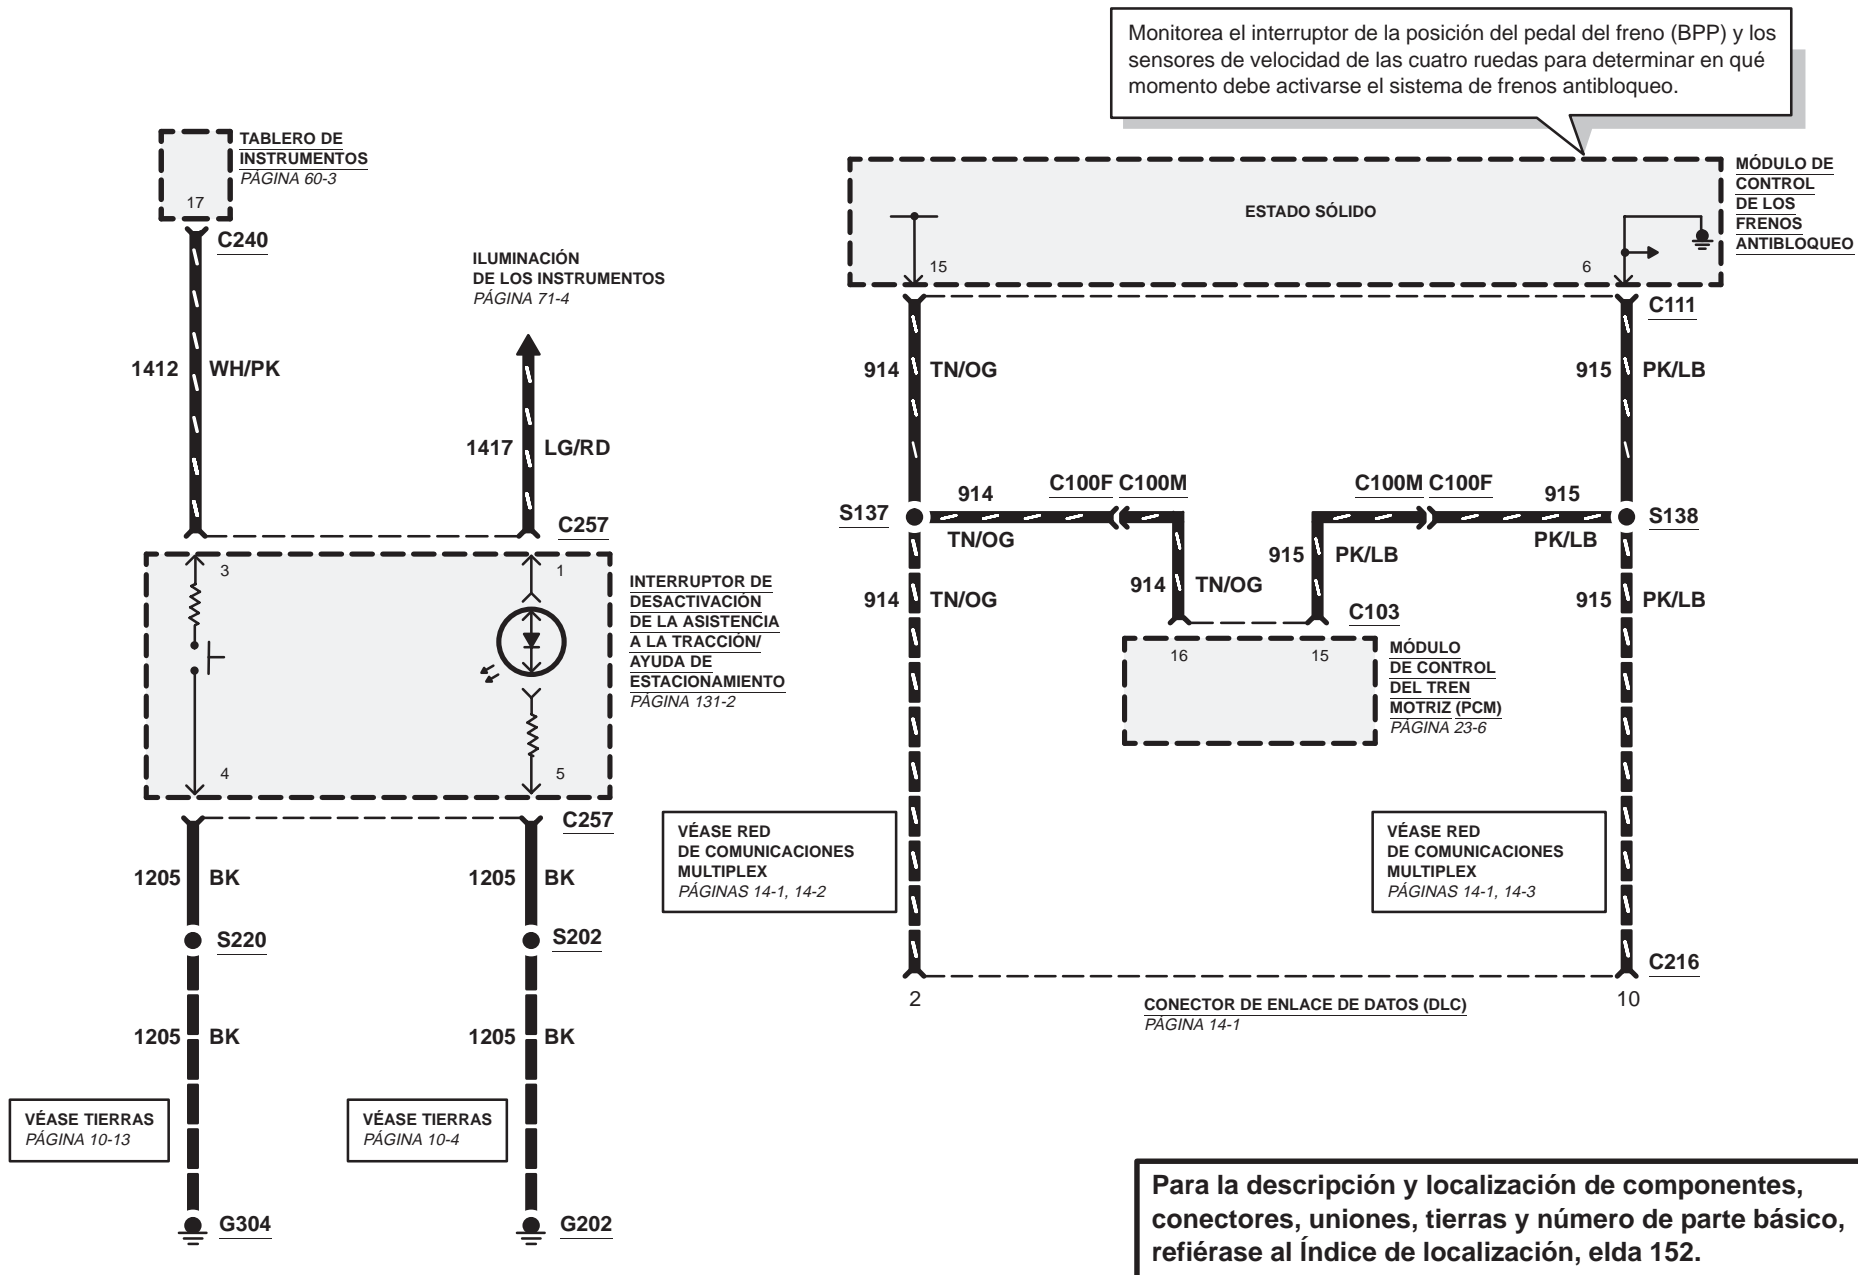 Monitorea el interruptor de la posición del pedal del freno (BPP) y los
sensores de velocidad de las cuatro ruedas para determinar en qué
momento debe activarse el sistema de frenos antibloqueo.
TABLERO DE
INSTRUMENTOS
PÁGINA 60-3
17
C240
1412 WH/PK
ILUMINACIÓN
DE LOS INSTRUMENTOS
PÁGINA 71-4
1417 LG/RD
C257
3
1
INTERRUPTOR DE
DESACTIVACIÓN
DE LA ASISTENCIA
A LA TRACCIÓN/
AYUDA DE
ESTACIONAMIENTO
PÁGINA 131-2
4
5
C257
1205 BK
1205 BK
S220
S202
1205 BK
1205 BK
VÉASE TIERRAS
PÁGINA 10-13
VÉASE TIERRAS
PÁGINA 10-4
G304
G202
ESTADO SÓLIDO
MÓDULO DE
CONTROL
DE LOS
FRENOS
ANTIBLOQUEO
15
6
C111
914 TN/OG
915 PK/LB
S137
914
TN/OG
C100F C100M
C100M C100F
915
PK/LB
S138
914 TN/OG
915 PK/LB
914 TN/OG
915 PK/LB
C103
16
15
MÓDULO
DE CONTROL
DEL TREN
MOTRIZ (PCM)
PÁGINA 23-6
VÉASE RED
DE COMUNICACIONES
MULTIPLEX
PÁGINAS 14-1, 14-2
VÉASE RED
DE COMUNICACIONES
MULTIPLEX
PÁGINAS 14-1, 14-3
C216
2
10
CONECTOR DE ENLACE DE DATOS (DLC)
PÁGINA 14-1
Para la descripción y localización de componentes,
conectores, uniones, tierras y número de parte básico,
refiérase al Índice de localización, elda 152.